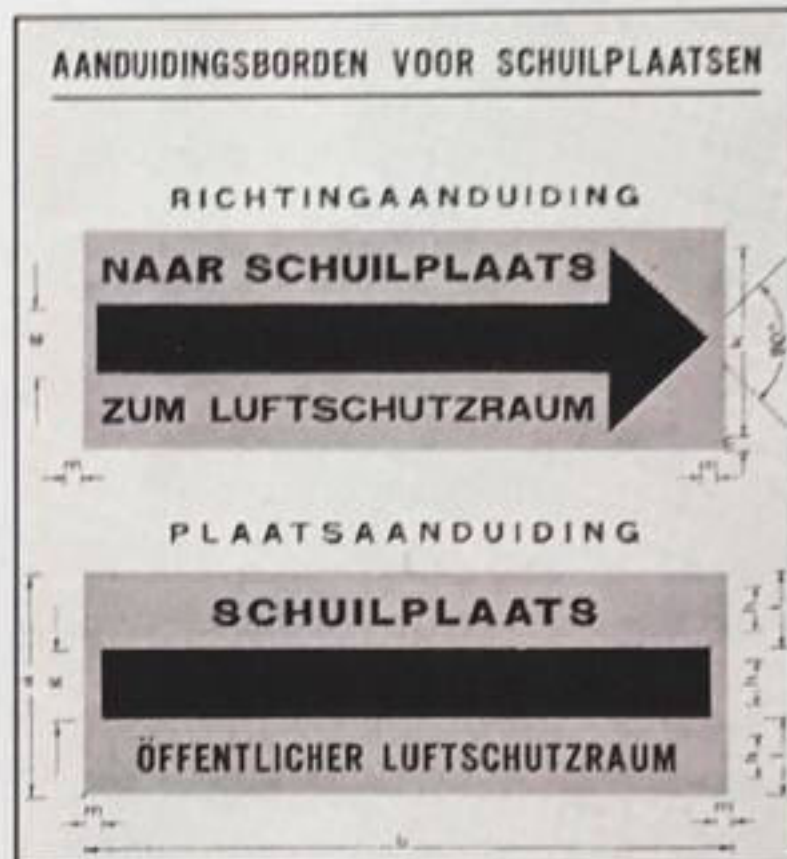 AANDUIDINGSBORDEN VOOR SCHUILPLAATSEN
RICHTINGAANDUIDING
NAAR SCHUILPLAATS
ZUM LUFTSCHUTZRAUM
m
m
PLAATSAANDUIDING
SCHUILPLAATS
ÖFFENTLICHER LUFTSCHUTZRAUM
m
m
b